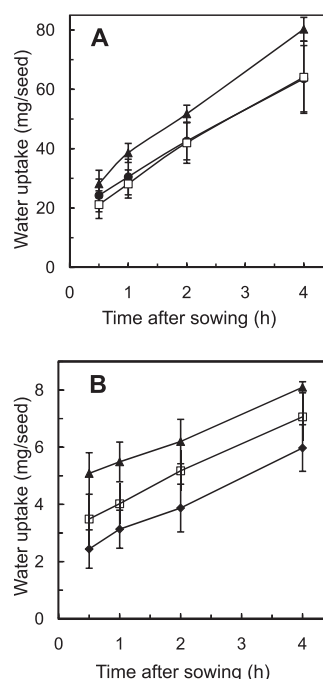 A
Water uptake (mg/seed)
80
60
40
20
0
0 1 2 3 4
Time after sowing (h)
B
Water uptake (mg/seed)
8
6
4
2
0
0 1 2 3 4
Time after sowing (h)